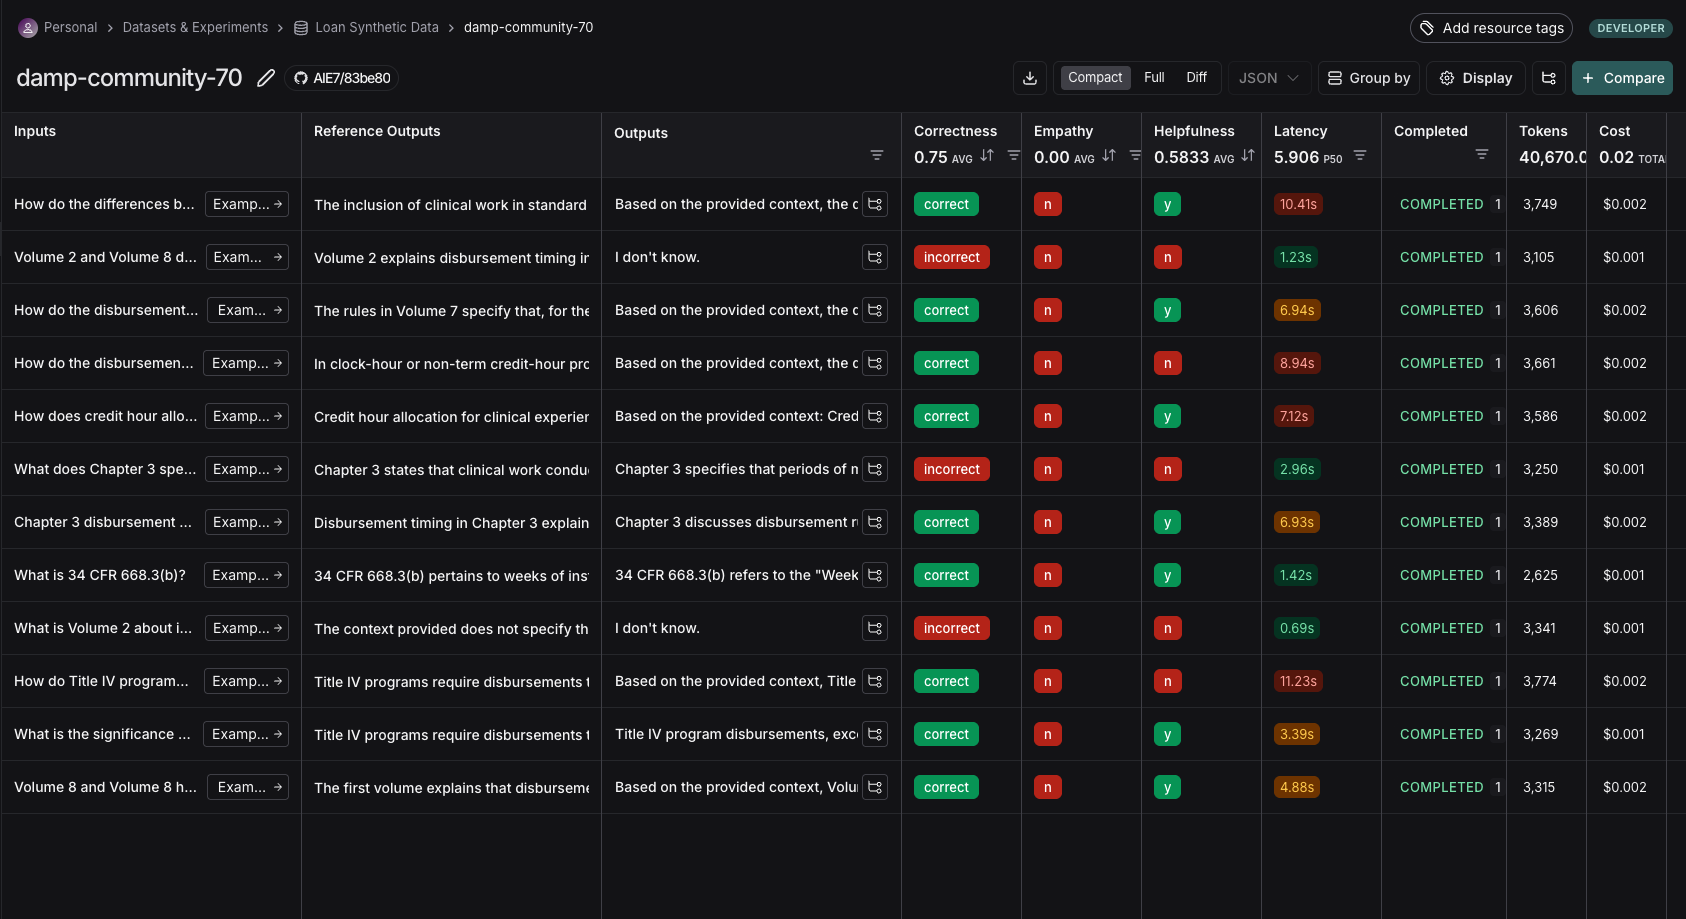 Personal > Datasets & Experiments > Loan Synthetic Data > damp-community-70
Add resource tags
DEVELOPER
damp-community-70
AIE7/83be80
Compact Full Diff
JSON
Group by
Display
+ Compare
Inputs Reference Outputs Outputs Correctness Empathy Helpfulness Latency Completed Tokens Cost
0.75 AVG 0.00 AVG 0.5833 AVG 5.906 P50 40,670.0 0.02 TOTA
How do the differences b... Examp... → The inclusion of clinical work in standard Based on the provided context, the d correct n y 10.41s COMPLETED 1 3,749 $0.002
Volume 2 and Volume 8 d... Exam... → Volume 2 explains disbursement timing in I don't know. incorrect n n 1.23s COMPLETED 1 3,105 $0.001
How do the disbursement... Exam... → The rules in Volume 7 specify that, for the Based on the provided context, the d correct n y 6.94s COMPLETED 1 3,606 $0.002
How do the disbursemen... Examp... → In clock-hour or non-term credit-hour pro Based on the provided context, the d correct n n 8.94s COMPLETED 1 3,661 $0.002
How does credit hour allo... Examp... → Credit hour allocation for clinical experien Based on the provided context: Cred correct n y 7.12s COMPLETED 1 3,586 $0.002
What does Chapter 3 spe... Examp... → Chapter 3 states that clinical work conduc Chapter 3 specifies that periods of n incorrect n n 2.96s COMPLETED 1 3,250 $0.001
Chapter 3 disbursement ... Examp... → Disbursement timing in Chapter 3 explain Chapter 3 discusses disbursement ru correct n y 6.93s COMPLETED 1 3,389 $0.002
What is 34 CFR 668.3(b)? Examp... → 34 CFR 668.3(b) pertains to weeks of inst 34 CFR 668.3(b) refers to the "Week correct n y 1.42s COMPLETED 1 2,625 $0.001
What is Volume 2 about i... Examp... → The context provided does not specify th I don't know. incorrect n n 0.69s COMPLETED 1 3,341 $0.001
How do Title IV program... Examp... → Title IV programs require disbursements t Based on the provided context, Title correct n n 11.23s COMPLETED 1 3,774 $0.002
What is the significance ... Examp... → Title IV programs require disbursements t Title IV program disbursements, exce correct n y 3.39s COMPLETED 1 3,269 $0.001
Volume 8 and Volume 8 h... Exam... → The first volume explains that disburseme Based on the provided context, Volu correct n y 4.88s COMPLETED 1 3,315 $0.002